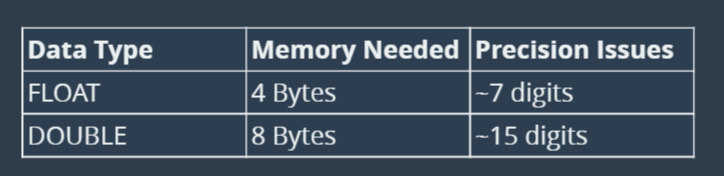 Data Type Memory Needed Precision Issues
FLOAT 4 Bytes ~7 digits
DOUBLE 8 Bytes ~15 digits